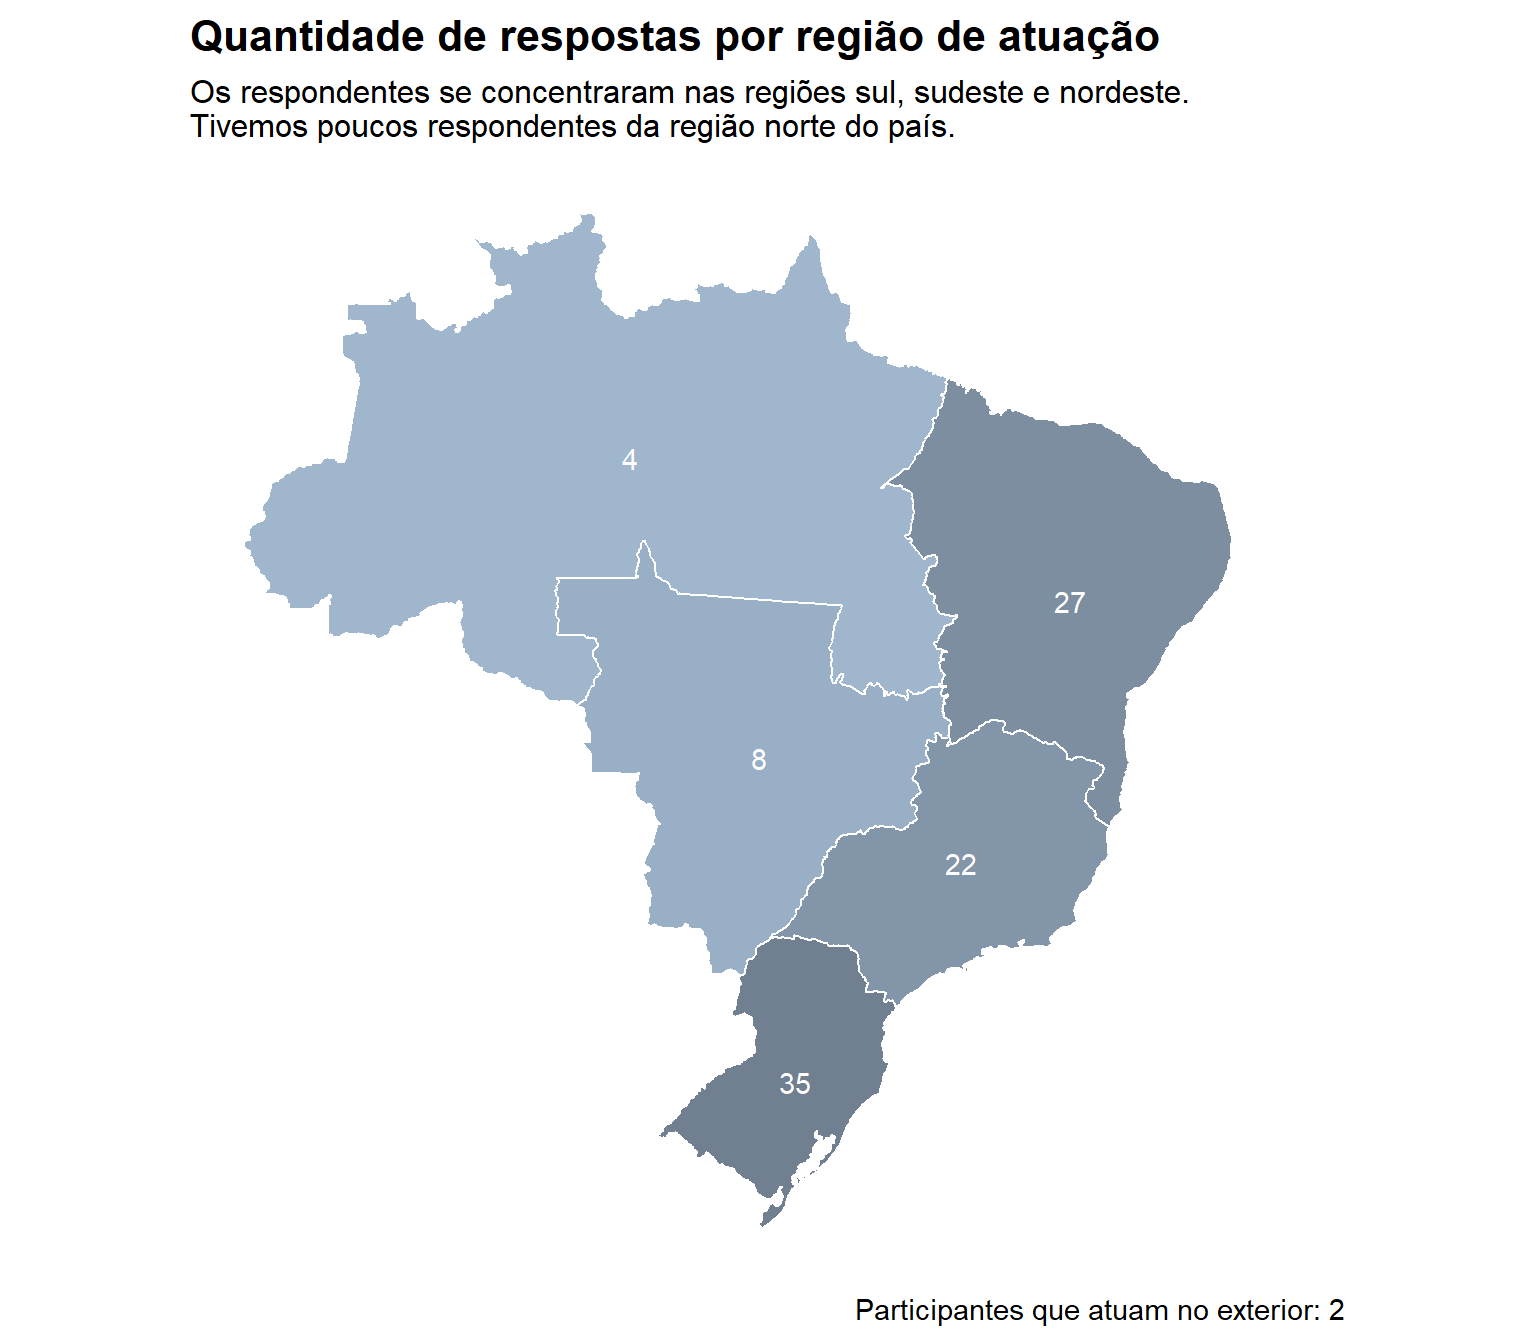 Quantidade de respostas por região de atuação
Os respondentes se concentraram nas regiões sul, sudeste e nordeste.
Tivemos poucos respondentes da região norte do país.
4
27
8
22
35
Participantes que atuam no exterior: 2